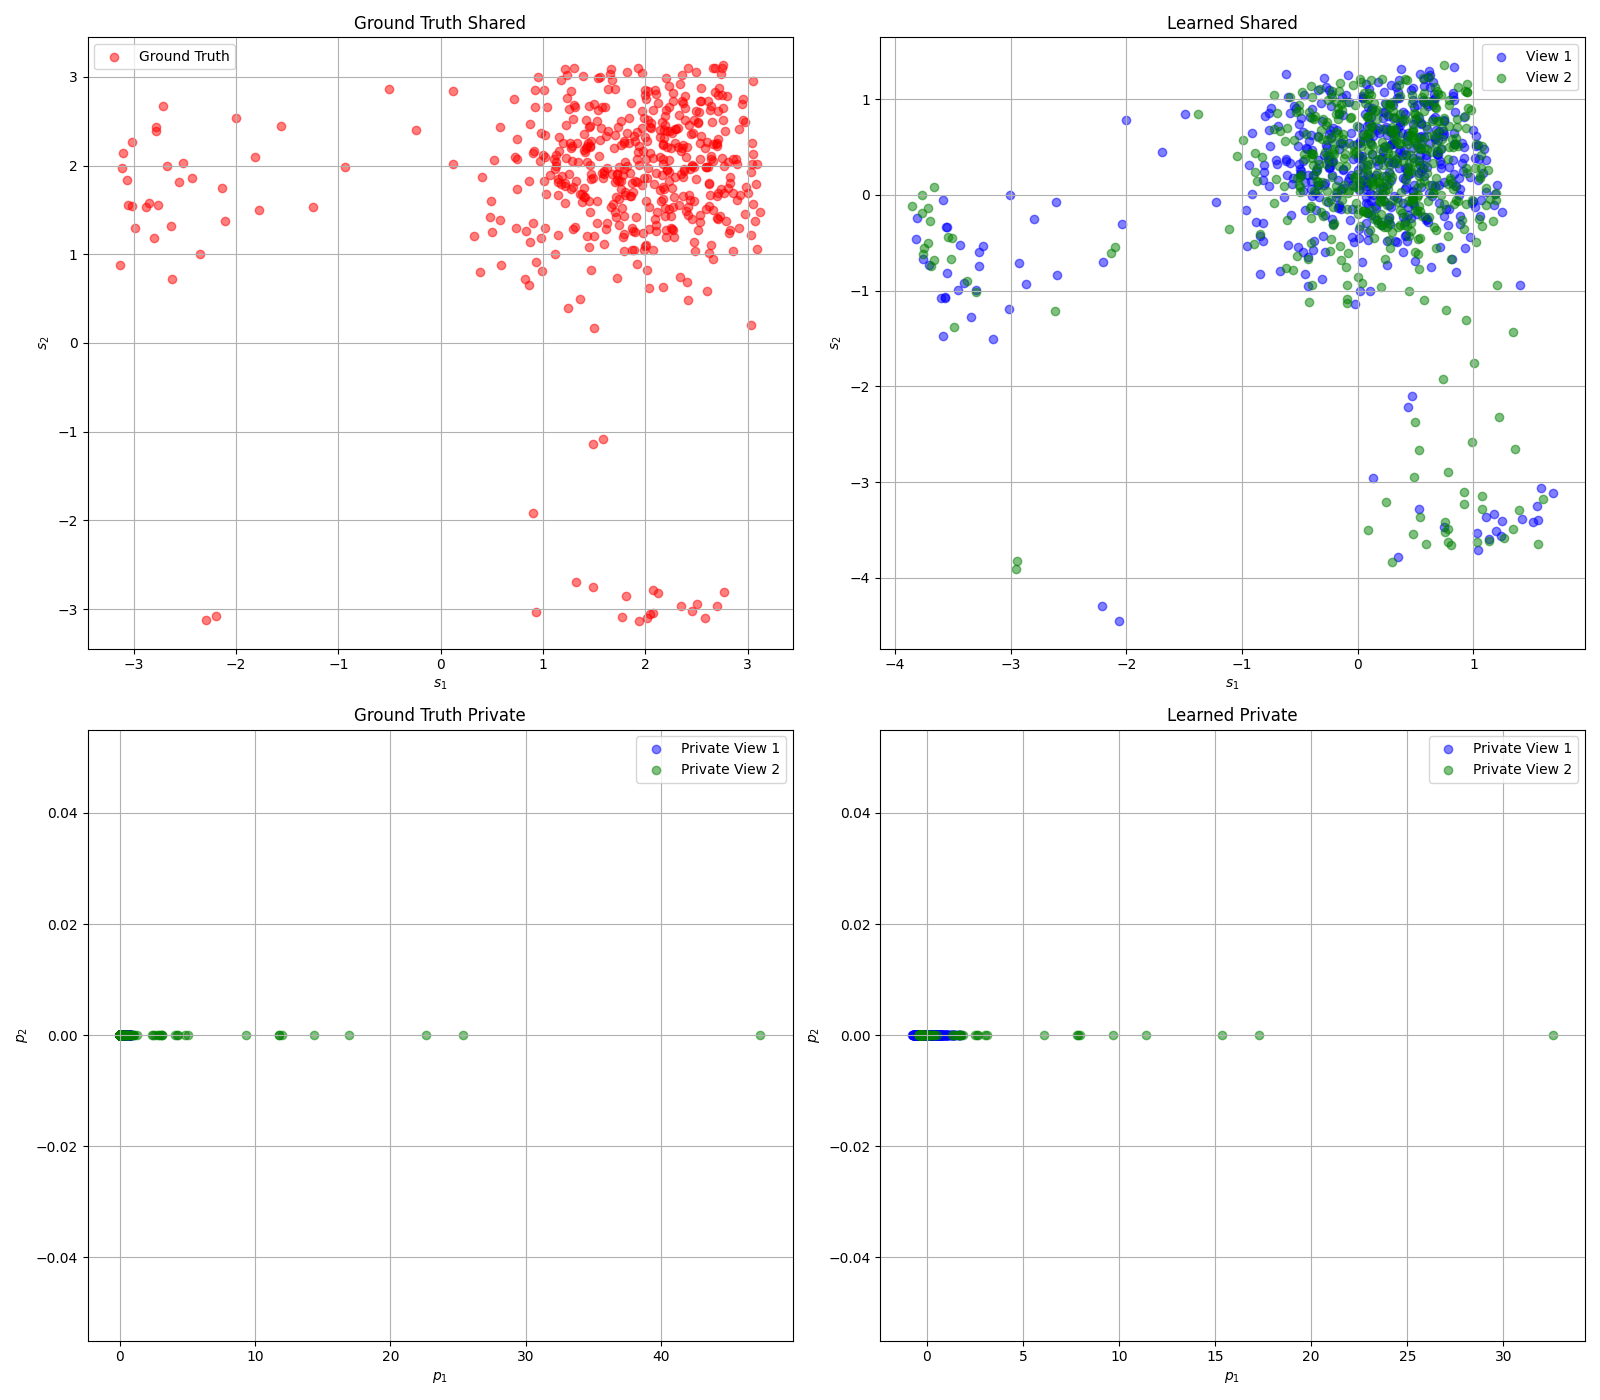 Ground Truth Shared
Ground Truth
3
2
1
0
−1
−2
−3
s2
−3
−2
−1
0
1
2
3
s1
Learned Shared
View 1
View 2
1
0
−1
−2
−3
−4
s2
−4
−3
−2
−1
0
1
s1
Ground Truth Private
Private View 1
Private View 2
0.04
0.02
0.00
−0.02
−0.04
p2
0
10
20
30
40
p1
Learned Private
Private View 1
Private View 2
0.04
0.02
0.00
−0.02
−0.04
p2
0
5
10
15
20
25
30
p1